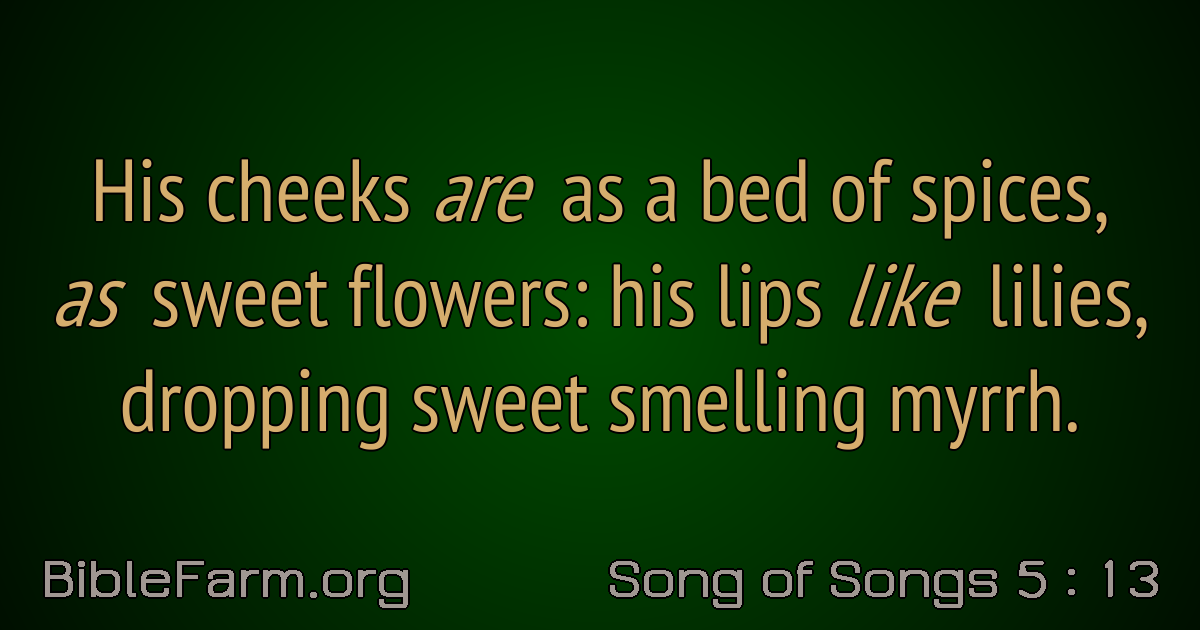 His cheeks are as a bed of spices,
as sweet flowers: his lips like lilies,
dropping sweet smelling myrrh.
BibleFarm.org
Song of Songs 5 : 13